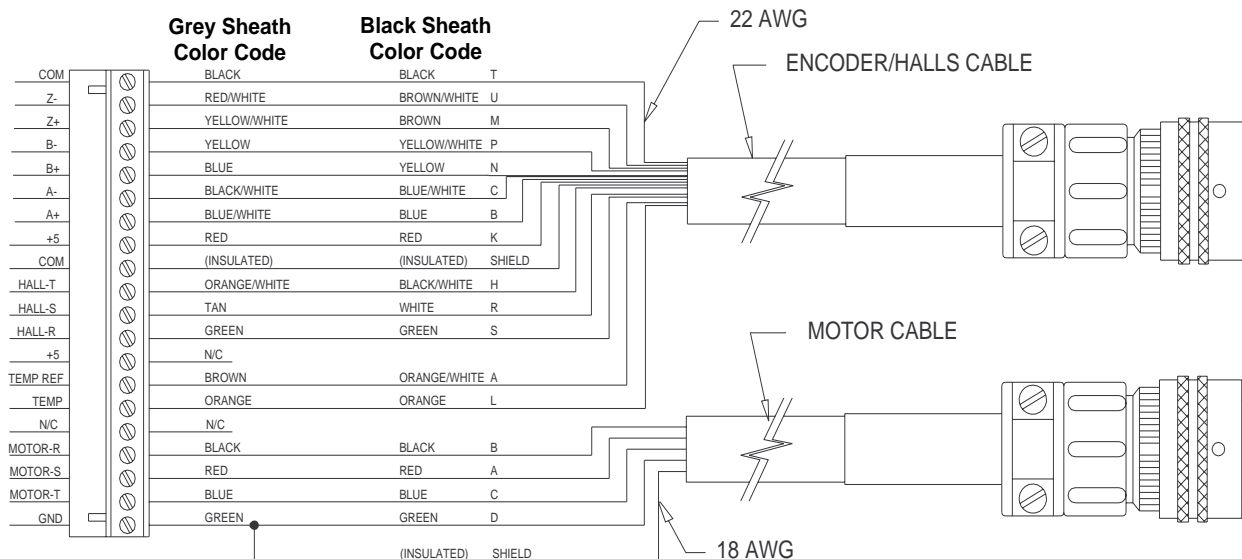 22 AWG
Grey Sheath Color Code
Black Sheath Color Code
ENCODER/HALLS CABLE
COM BLACK BLACK T
Z- RED/WHITE BROWN/WHITE U
Z+ YELLOW/WHITE BROWN M
B- YELLOW YELLOW/WHITE P
B+ BLUE YELLOW N
A- BLACK/WHITE BLUE/WHITE C
A+ BLUE/WHITE BLUE B
+5 RED RED K
COM (INSULATED) (INSULATED) SHIELD
HALL-T ORANGE/WHITE BLACK/WHITE H
HALL-S TAN WHITE R
HALL-R GREEN GREEN S
MOTOR CABLE
+5 N/C
TEMP REF BROWN ORANGE/WHITE A
TEMP ORANGE ORANGE L
N/C N/C
MOTOR-R BLACK BLACK B
MOTOR-S RED RED A
MOTOR-T BLUE BLUE C
GND GREEN GREEN D
(INSULATED) SHIELD
18 AWG